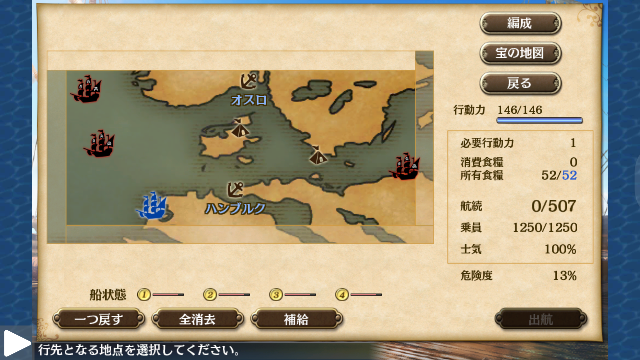 編成
宝の地図
戻る
行動力 146/146
必要行動力 1
消費食糧 0
所有食糧 52/52
航続 0/507
乗員 1250/1250
士気 100%
危険度 13%
オスロ
ハンブルク
船状態 1 2 3 4
一つ戻す 全消去 補給 出航
行先となる地点を選択してください。